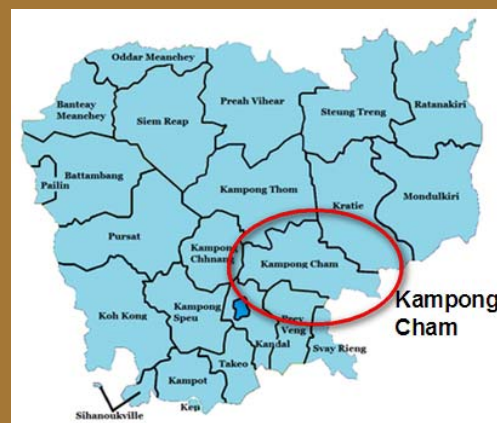 Oddar Meanchey
Banteay
Meanchey
Siem Reap
Preah Vihear
Steung Treng
Ratanakiri
Pailin
Battambang
Kampong Thom
Kratie
Mondulkiri
Pursat
Kampong
Chhnang
Kampong Cham
Koh Kong
Kampong
Speu
Prey
Veng
Kandal
Svay Rieng
Takeo
Kampot
Kep
Sihanoukville
Kampong
Cham